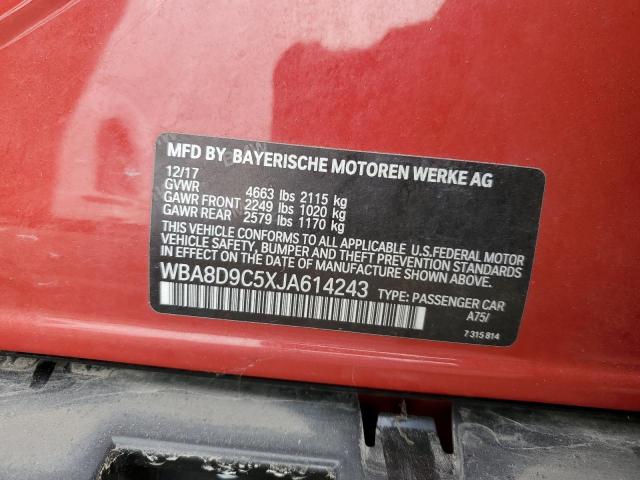 MFD BY BAYERISCHE MOTOREN WERKE AG
12/17
GVWR 4663 lbs 2115 kg
GAWR FRONT 2249 lbs 1020 kg
GAWR REAR 2579 lbs 1170 kg
THIS VEHICLE CONFORMS TO ALL APPLICABLE U.S.FEDERAL MOTOR
VEHICLE SAFETY, BUMPER, AND THEFT PREVENTION STANDARDS
IN EFFECT ON THE DATE OF MANUFACTURE SHOWN ABOVE.
WBA8D9C5XJA614243
TYPE: PASSENGER CAR
A75/
7 315 814